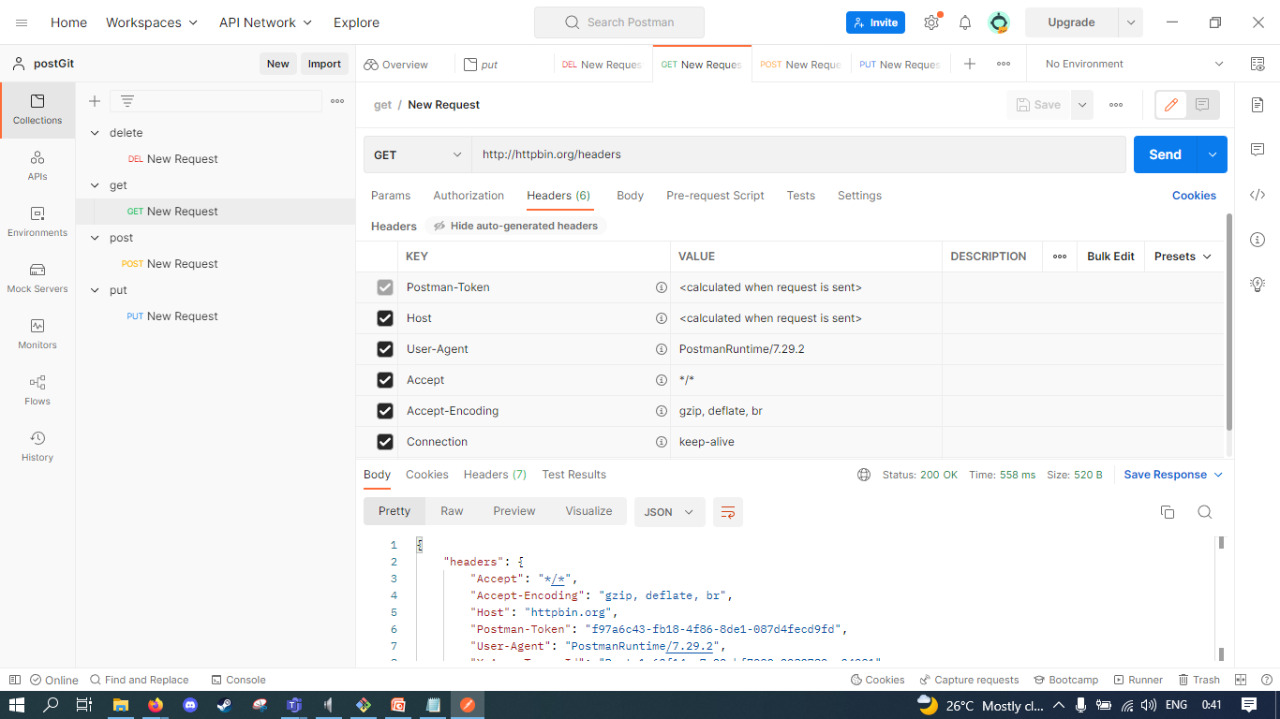 Home Workspaces API Network Explore Search Postman Invite Upgrade
postGit New Import Overview put DEL New Reques GET New Reques POST New Reque PUT New Reques No Environment
Collections
APIs
Environments
Mock Servers
Monitors
Flows
History
delete
DEL New Request
get
GET New Request
post
POST New Request
put
PUT New Request
get / New Request Save
GET http://httpbin.org/headers Send
Params Authorization Headers (6) Body Pre-request Script Tests Settings Cookies
Headers Hide auto-generated headers
KEY VALUE DESCRIPTION Bulk Edit Presets
Postman-Token <calculated when request is sent>
Host <calculated when request is sent>
User-Agent PostmanRuntime/7.29.2
Accept */*
Accept-Encoding gzip, deflate, br
Connection keep-alive
Body Cookies Headers (7) Test Results Status: 200 OK Time: 558 ms Size: 520 B Save Response
Pretty Raw Preview Visualize JSON
1 {
2 "headers": {
3 "Accept": "*/*",
4 "Accept-Encoding": "gzip, deflate, br",
5 "Host": "httpbin.org",
6 "Postman-Token": "f97a6c43-fb18-4f86-8de1-087d4fecd9fd",
7 "User-Agent": "PostmanRuntime/7.29.2",
Online Find and Replace Console Cookies Capture requests Bootcamp Runner Trash
26°C Mostly cl... ENG 0:41